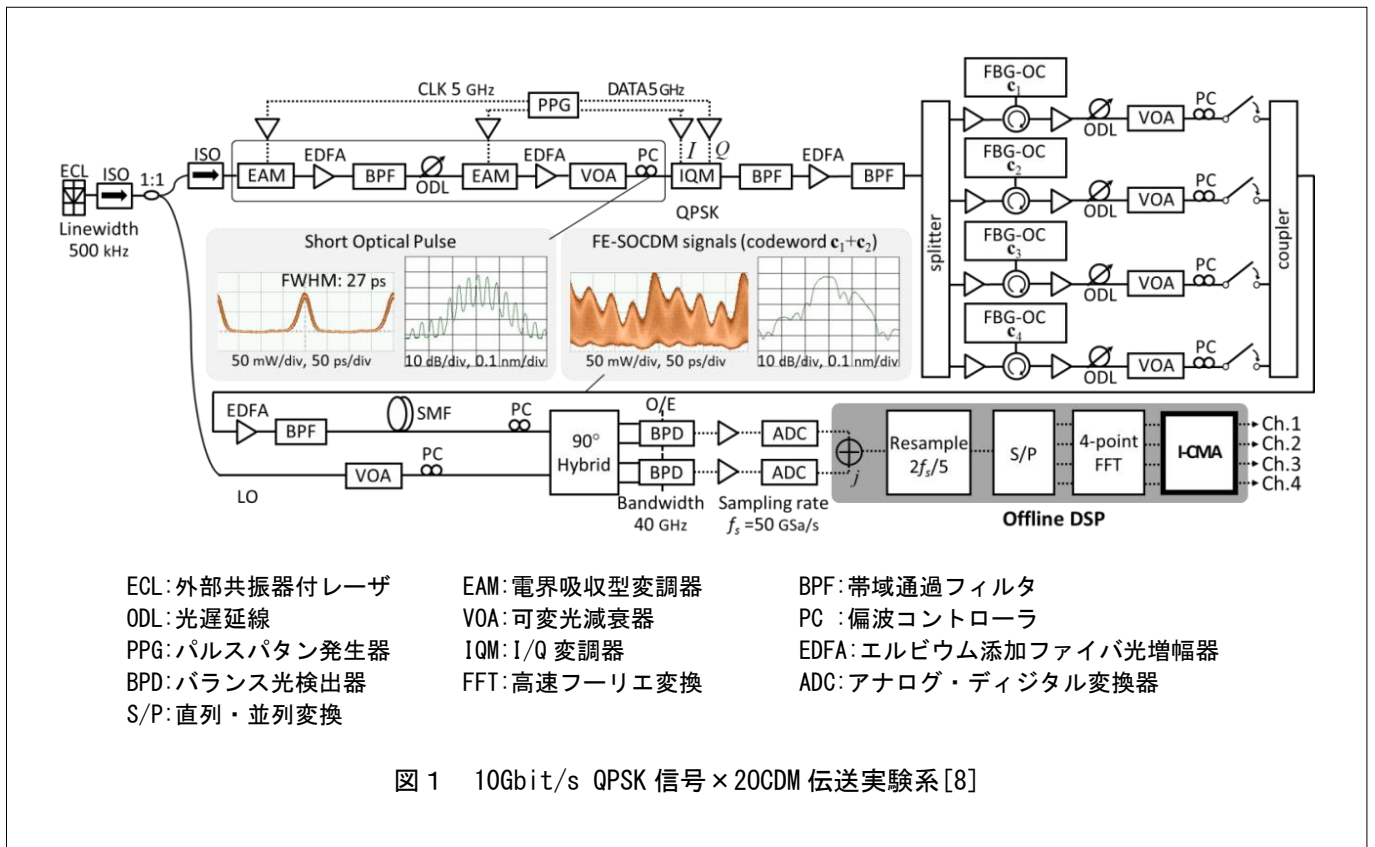 CLK 5 GHz
DATA5GHz
PPG
I
Q
ECL
ISO
1:1
ISO
EAM
EDFA
BPF
ODL
EAM
EDFA
VOA
PC
IQM
BPF
EDFA
BPF
QPSK
Linewidth
500 kHz
splitter
FBG-OC
c1
ODL
VOA
PC
FBG-OC
c2
ODL
VOA
PC
FBG-OC
c3
ODL
VOA
PC
FBG-OC
c4
ODL
VOA
PC
coupler
Short Optical Pulse
FWHM: 27 ps
50 mW/div, 50 ps/div
10 dB/div, 0.1 nm/div
FE-SOCDM signals (codeword c1+c2)
50 mW/div, 50 ps/div
10 dB/div, 0.1 nm/div
EDFA
BPF
SMF
PC
LO
VOA
PC
90°
Hybrid
O/E
BPD
BPD
Bandwidth
40 GHz
ADC
ADC
Sampling rate
fs =50 GSa/s
j
Resample
2fs/5
S/P
4-point
FFT
I-CMA
Ch.1
Ch.2
Ch.3
Ch.4
Offline DSP
ECL:外部共振器付レーザ EAM:電界吸収型変調器 BPF:帯域通過フィルタ
ODL:光遅延線 VOA:可変光減衰器 PC :偏波コントローラ
PPG:パルスパタン発生器 IQM:I/Q 変調器 EDFA:エルビウム添加ファイバ光増幅器
BPD:バランス光検出器 FFT:高速フーリエ変換 ADC:アナログ・ディジタル変換器
S/P:直列・並列変換
図1 10Gbit/s QPSK 信号×2OCDM 伝送実験系[8]